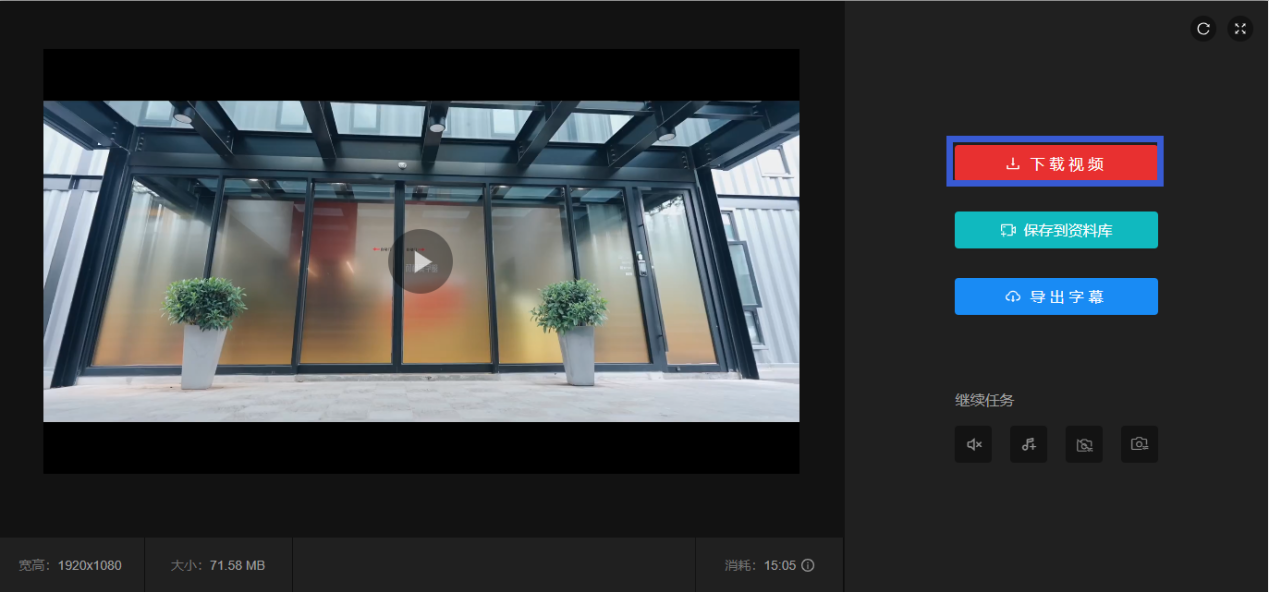 下载视频
保存到资料库
导出字幕
继续任务
宽高： 1920x1080
大小： 71.58 MB
消耗： 15:05